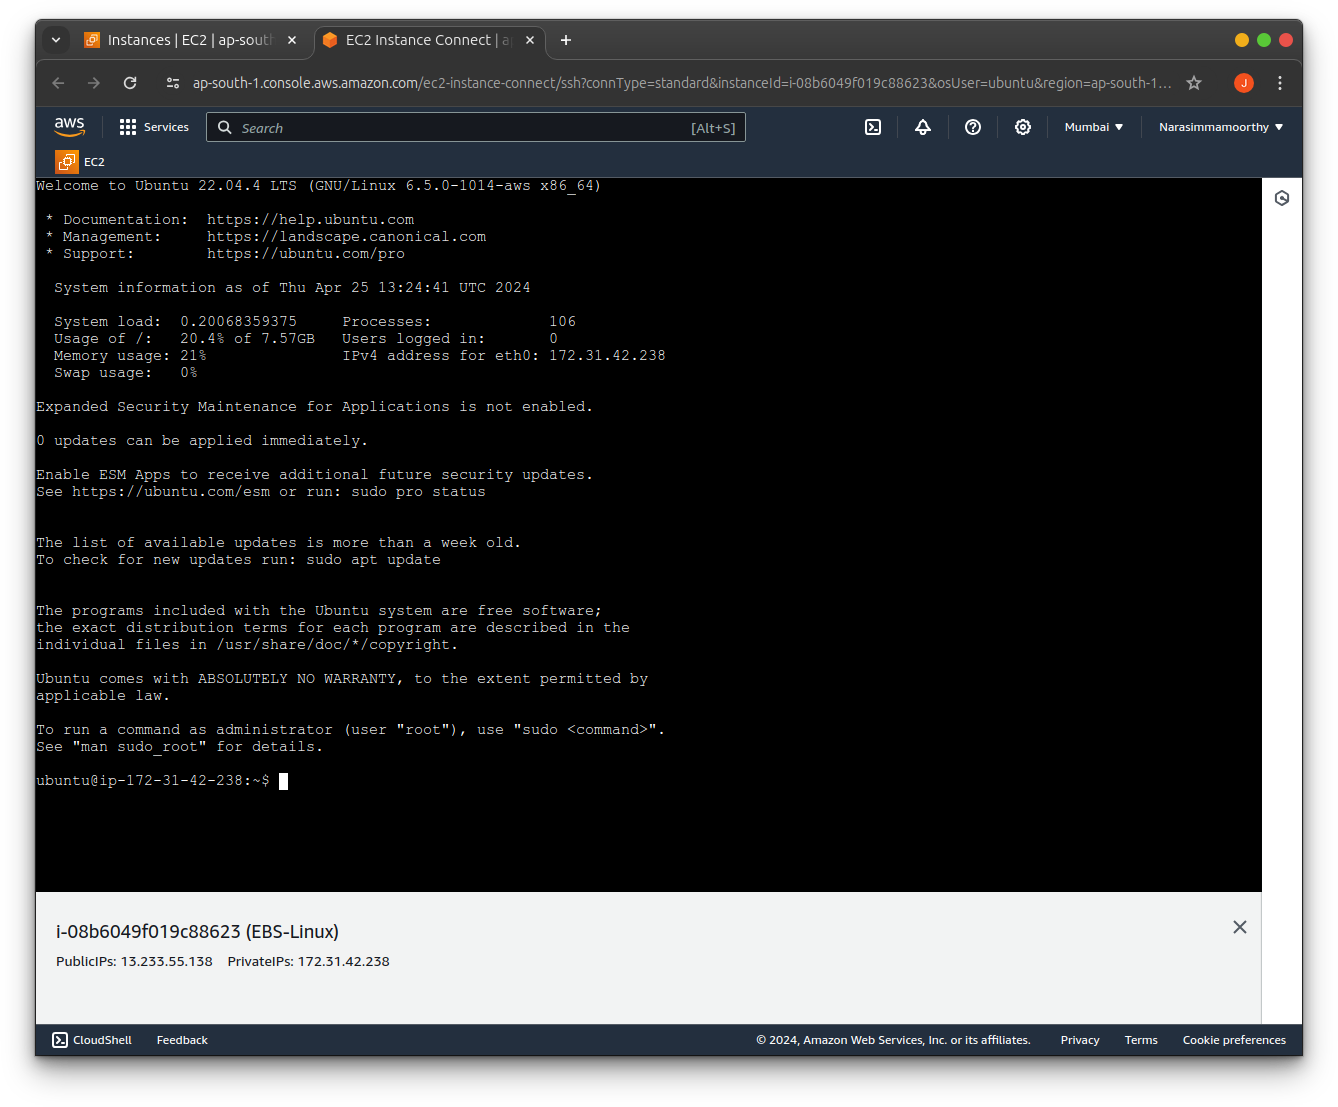 Instances | EC2 | ap-south
EC2 Instance Connect | ap
ap-south-1.console.aws.amazon.com/ec2-instance-connect/ssh?connType=standard&instanceId=i-08b6049f019c88623&osUser=ubuntu&region=ap-south-1...
J
aws
Services
Search
[Alt+S]
Mumbai
Narasimmamoorthy
EC2
Welcome to Ubuntu 22.04.4 LTS (GNU/Linux 6.5.0-1014-aws x86_64)
* Documentation: https://help.ubuntu.com
* Management: https://landscape.canonical.com
* Support: https://ubuntu.com/pro
System information as of Thu Apr 25 13:24:41 UTC 2024
System load: 0.20068359375 Processes: 106
Usage of /: 20.4% of 7.57GB Users logged in: 0
Memory usage: 21% IPv4 address for eth0: 172.31.42.238
Swap usage: 0%
Expanded Security Maintenance for Applications is not enabled.
0 updates can be applied immediately.
Enable ESM Apps to receive additional future security updates.
See https://ubuntu.com/esm or run: sudo pro status
The list of available updates is more than a week old.
To check for new updates run: sudo apt update
The programs included with the Ubuntu system are free software;
the exact distribution terms for each program are described in the
individual files in /usr/share/doc/*/copyright.
Ubuntu comes with ABSOLUTELY NO WARRANTY, to the extent permitted by
applicable law.
To run a command as administrator (user "root"), use "sudo <command>".
See "man sudo_root" for details.
ubuntu@ip-172-31-42-238:~$
i-08b6049f019c88623 (EBS-Linux)
PublicIPs: 13.233.55.138 PrivateIPs: 172.31.42.238
CloudShell Feedback © 2024, Amazon Web Services, Inc. or its affiliates. Privacy Terms Cookie preferences